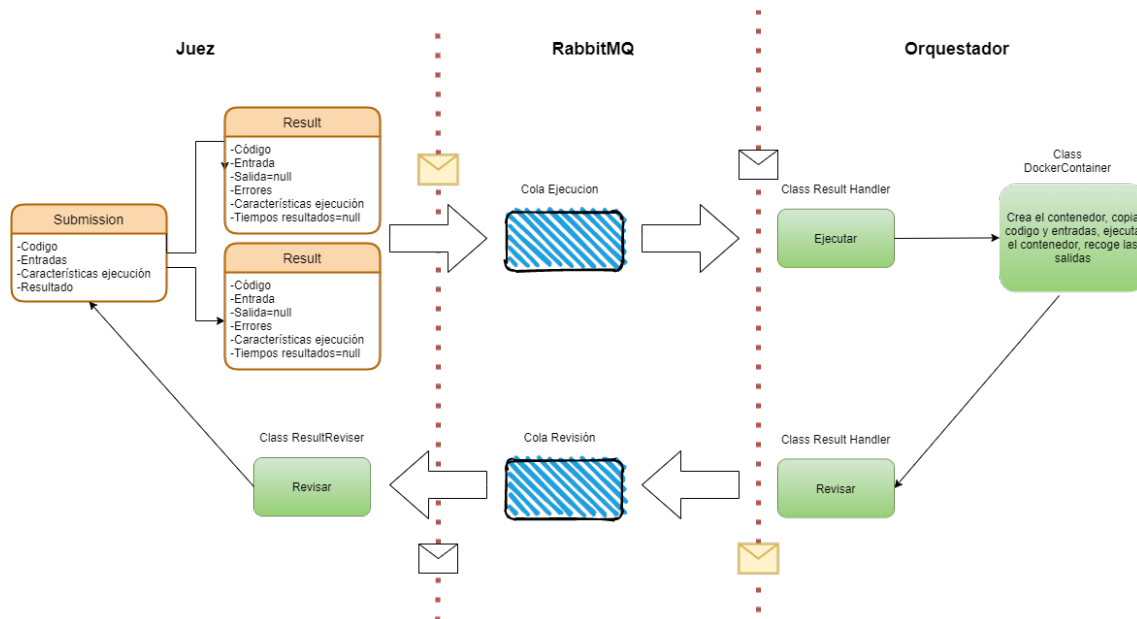 Juez
RabbitMQ
Orquestador
Result
-Código
-Entrada
-Salida=null
-Errores
-Características ejecución
-Tiempos resultados=null
Submission
-Codigo
-Entradas
-Características ejecución
-Resultado
Result
-Código
-Entrada
-Salida=null
-Errores
-Características ejecución
-Tiempos resultados=null
Cola Ejecucion
Class Result Handler
Ejecutar
Class
DockerContainer
Crea el contenedor, copia
codigo y entradas, ejecuta
el contenedor, recoge las
salidas
Class ResultReviser
Revisar
Cola Revisión
Class Result Handler
Revisar